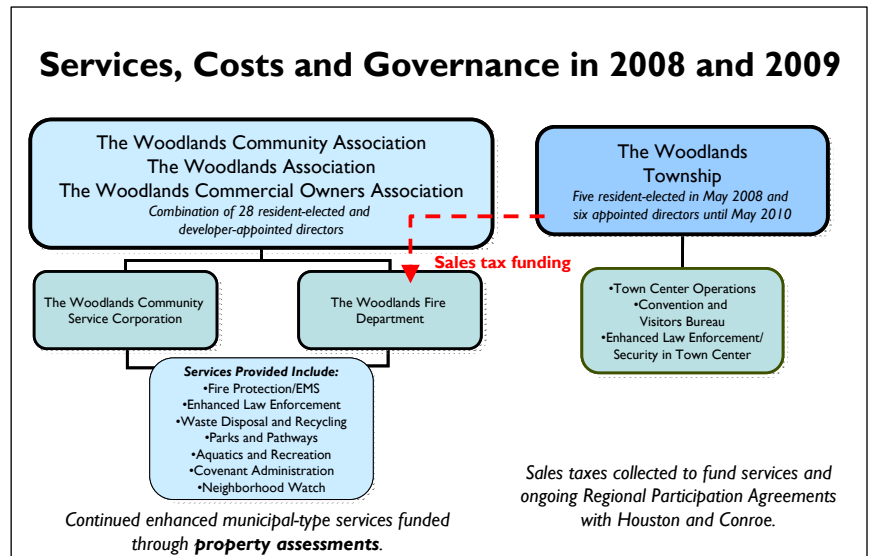 Services, Costs and Governance in 2008 and 2009
The Woodlands Community Association
The Woodlands Association
The Woodlands Commercial Owners Association
Combination of 28 resident-elected and
developer-appointed directors
The Woodlands
Township
Five resident-elected in May 2008 and
six appointed directors until May 2010
Sales tax funding
The Woodlands Community
Service Corporation
The Woodlands Fire
Department
•Town Center Operations
•Convention and
Visitors Bureau
•Enhanced Law Enforcement/
Security in Town Center
Services Provided Include:
•Fire Protection/EMS
•Enhanced Law Enforcement
•Waste Disposal and Recycling
•Parks and Pathways
•Aquatics and Recreation
•Covenant Administration
•Neighborhood Watch
Continued enhanced municipal-type services funded
through property assessments.
Sales taxes collected to fund services and
ongoing Regional Participation Agreements
with Houston and Conroe.